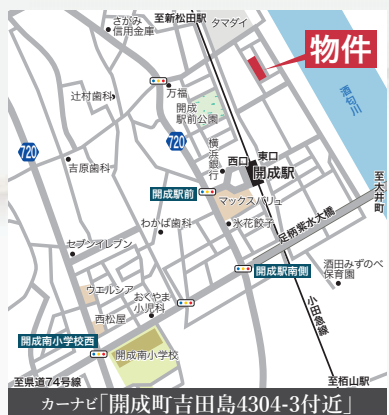 至新松田駅
タマダイ
さがみ
信用金庫
物件
酒匂川
辻村歯科
万福
開成
駅前公園
720
720
横浜銀行
西口
東口
開成駅
至大井町
吉原歯科
開成駅前
マックスバリュ
わかば歯科
氷花餃子
足柄紫水大橋
セブンイレブン
開成駅南側
酒田みずのべ
保育園
ウエルシア
おぐやま
小児科
小田急線
西松屋
開成南小学校西
開成南小学校
至県道74号線
至栢山駅
カーナビ「開成町吉田島4304-3付近」